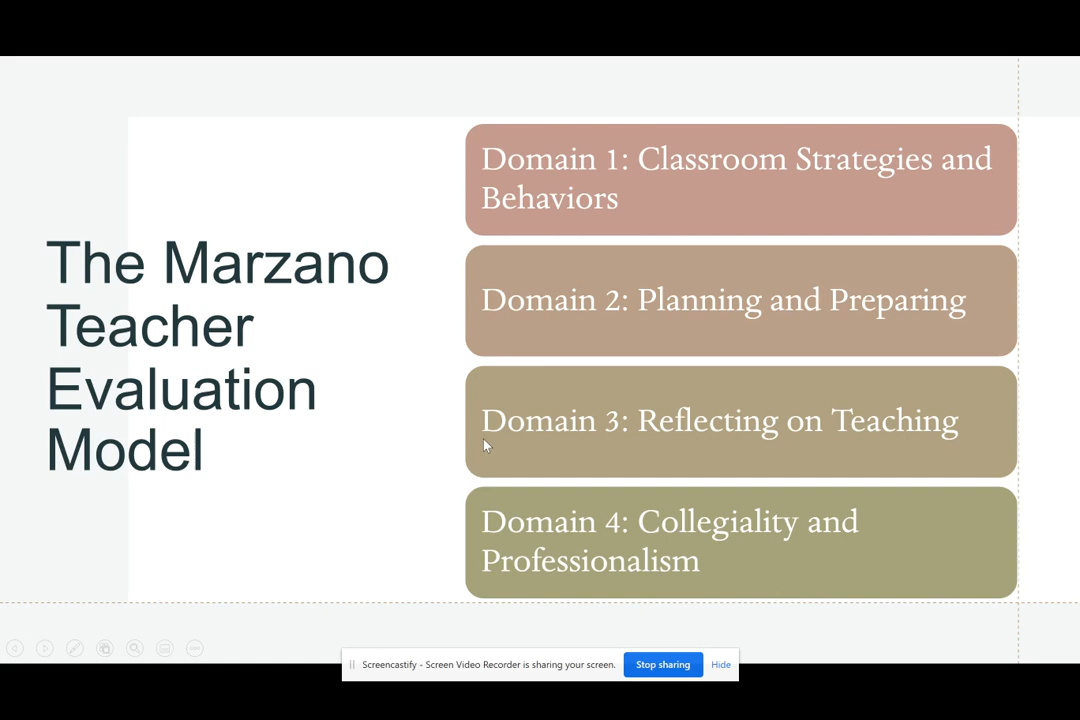 The Marzano
Teacher
Evaluation
Model
Domain 1: Classroom Strategies and
Behaviors
Domain 2: Planning and Preparing
Domain 3: Reflecting on Teaching
Domain 4: Collegiality and
Professionalism
Screencastify - Screen Video Recorder is sharing your screen.
Stop sharing
Hide